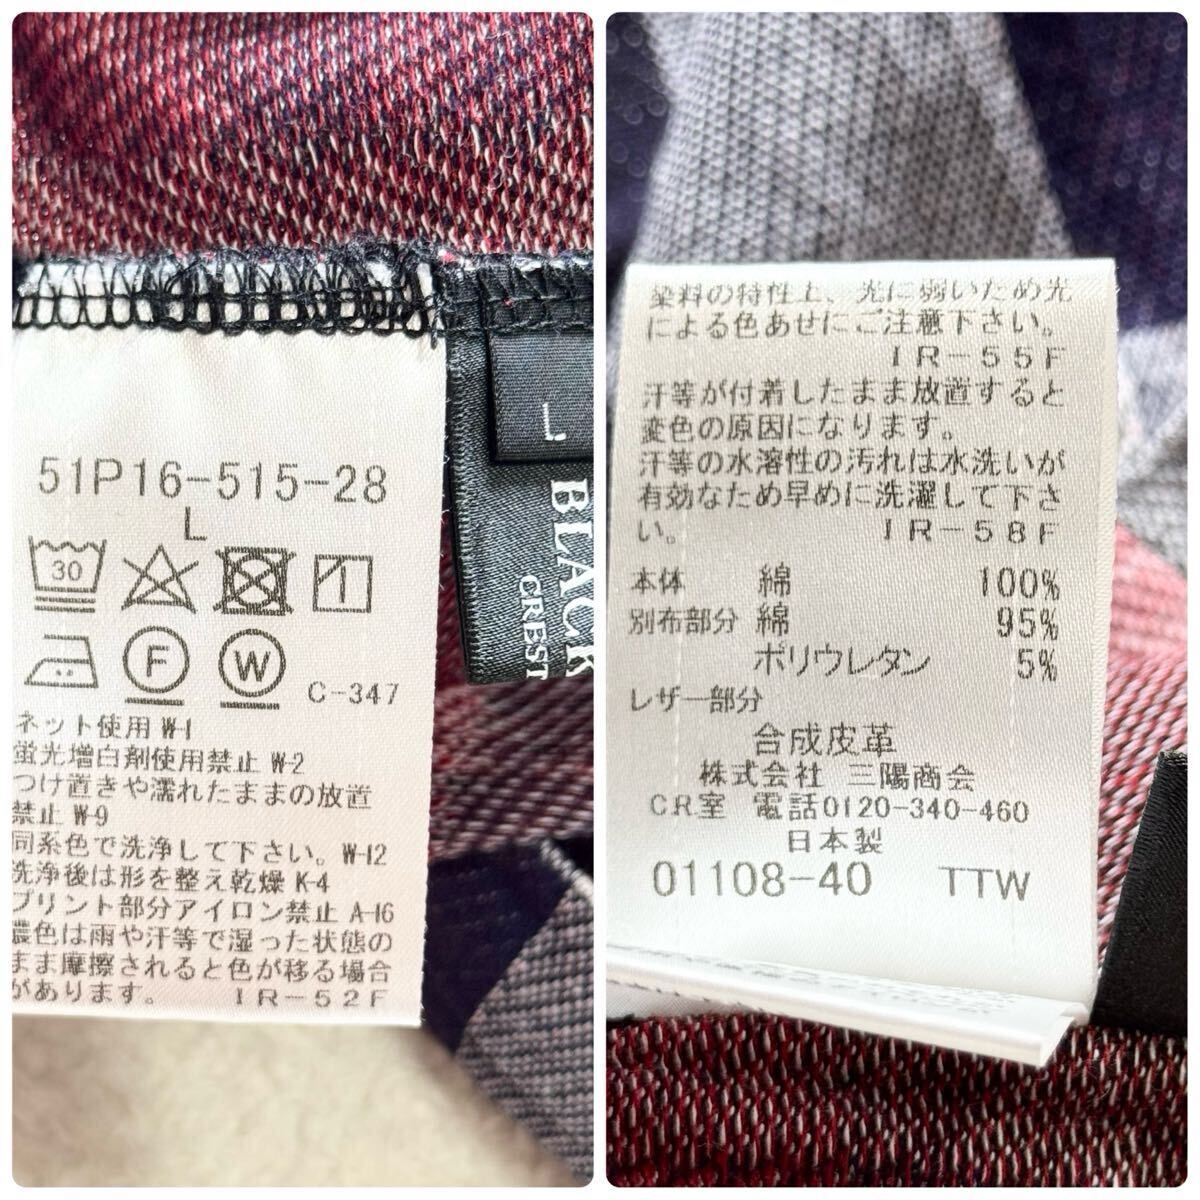 51P16-515-28
L
30
F
W
C-347
ネット使用 W-1
蛍光増白剤使用禁止 W-2
つけ置きや濡れたままの放置
禁止 W-9
同系色で洗浄して下さい。W-12
洗浄後は形を整え乾燥 K-4
プリント部分アイロン禁止 A-16
濃色は雨や汗等で湿った状態の
まま摩擦されると色が移る場合
があります。 IR-52F
L
BLACK
CREST
染料の特性上、光に弱いため光
による色あせにご注意下さい。
IR-55F
汗等が付着したまま放置すると
変色の原因になります。
汗等の水溶性の汚れは水洗いが
有効なため早めに洗濯して下さ
い。 IR-58F
本体 綿 100%
別布部分 綿 95%
ポリウレタン 5%
レザー部分
合成皮革
株式会社 三陽商会
CR室 電話0120-340-460
日本製
01108-40 TTW